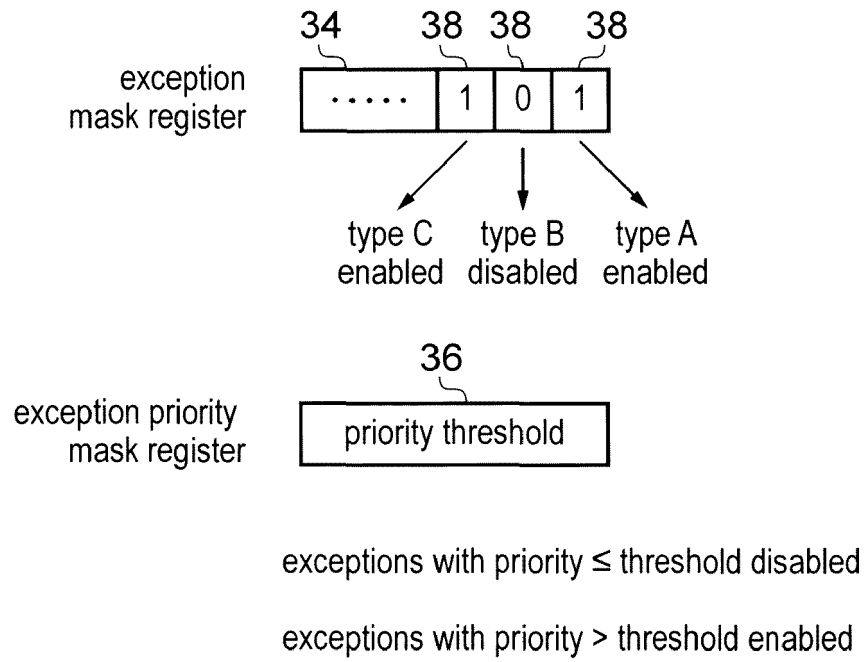 34 38 38 38
exception
mask register
..... 1 0 1
type C type B type A
enabled disabled enabled
36
exception priority
mask register
priority threshold
exceptions with priority ≤ threshold disabled
exceptions with priority > threshold enabled